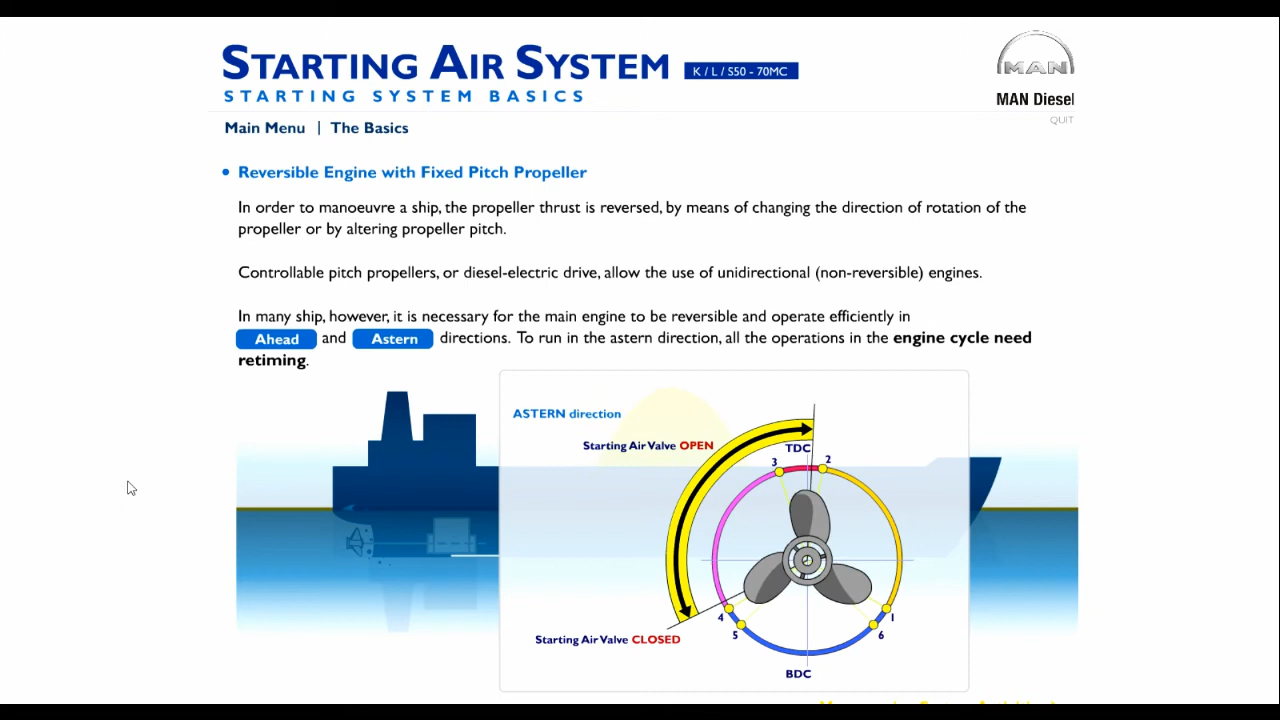 STARTING AIR SYSTEM K / L / S50 - 70MC
STARTING SYSTEM BASICS
MAN
MAN Diesel
QUIT
Main Menu | The Basics
• Reversible Engine with Fixed Pitch Propeller
In order to manoeuvre a ship, the propeller thrust is reversed, by means of changing the direction of rotation of the
propeller or by altering propeller pitch.
Controllable pitch propellers, or diesel-electric drive, allow the use of unidirectional (non-reversible) engines.
In many ship, however, it is necessary for the main engine to be reversible and operate efficiently in
Ahead and Astern directions. To run in the astern direction, all the operations in the engine cycle need
retiming.
ASTERN direction
Starting Air Valve OPEN
TDC
3 2
4 1
5 6
Starting Air Valve CLOSED
BDC